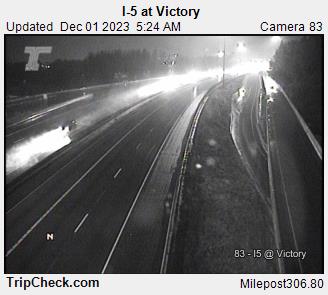 I-5 at Victory
Updated Dec 01 2023 5:24 AM Camera 83
T
N
83 - I5 @ Victory
TripCheck.com Milepost306.80